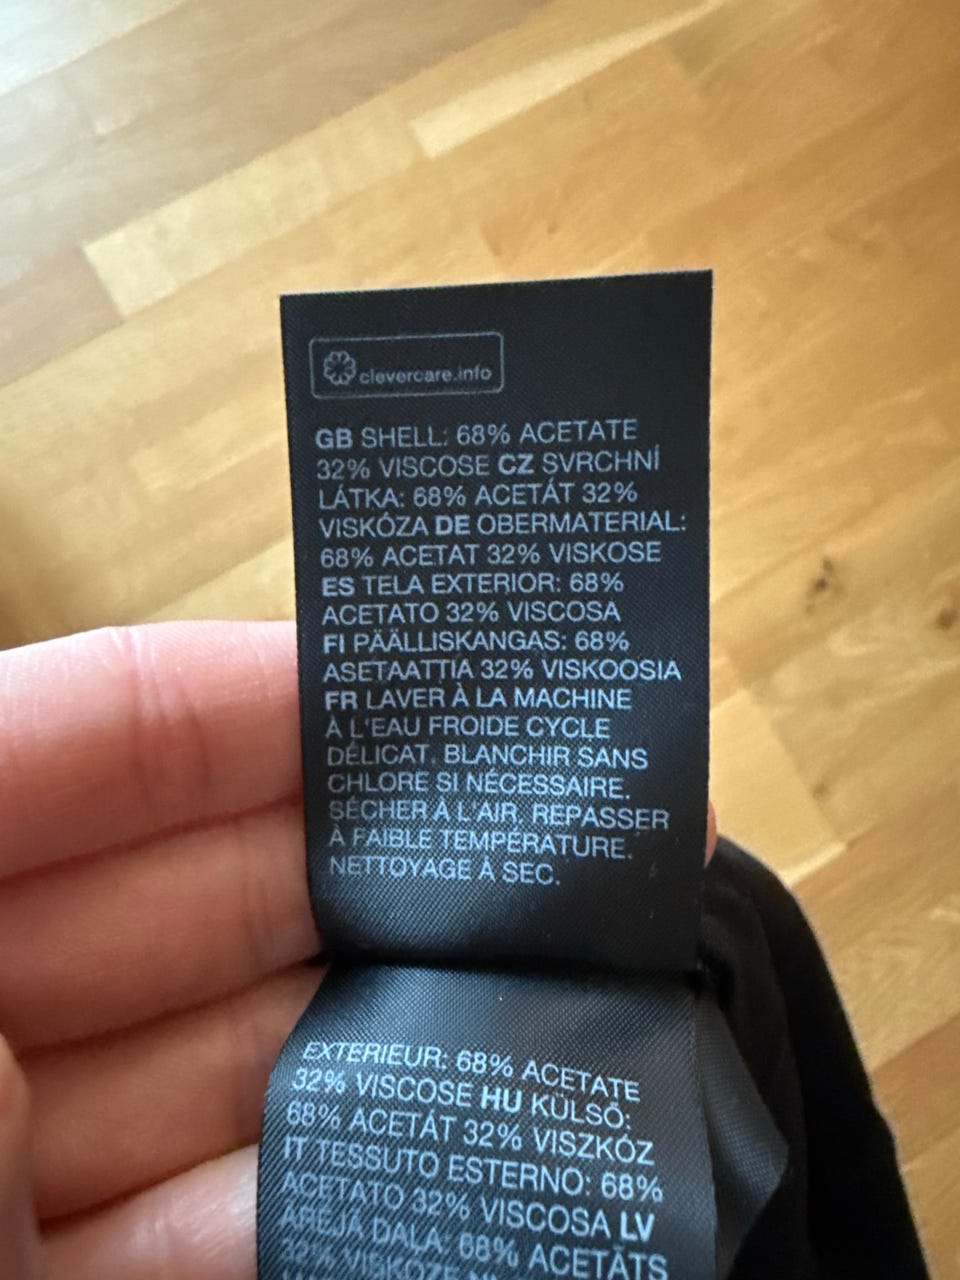 clevercare.info
GB SHELL: 68% ACETATE
32% VISCOSE CZ SVRCHNÍ
LÁTKA: 68% ACETÁT 32%
VISKÓZA DE OBERMATERIAL:
68% ACETAT 32% VISKOSE
ES TELA EXTERIOR: 68%
ACETATO 32% VISCOSA
FI PÄÄLLISKANGAS: 68%
ASETAATTIA 32% VISKOOSIA
FR LAVER À LA MACHINE
À L'EAU FROIDE CYCLE
DÉLICAT. BLANCHIR SANS
CHLORE SI NÉCESSAIRE.
SÉCHER À L'AIR. REPASSER
À FAIBLE TEMPÉRATURE.
NETTOYAGE À SEC.
EXTERIEUR: 68% ACETATE
32% VISCOSE HU KÜLSŐ:
68% ACETÁT 32% VISZKÓZ
IT TESSUTO ESTERNO: 68%
ACETATO 32% VISCOSA LV
ĀRĒJĀ DAĻA: 68% ACETĀTS
32% VISKOZE